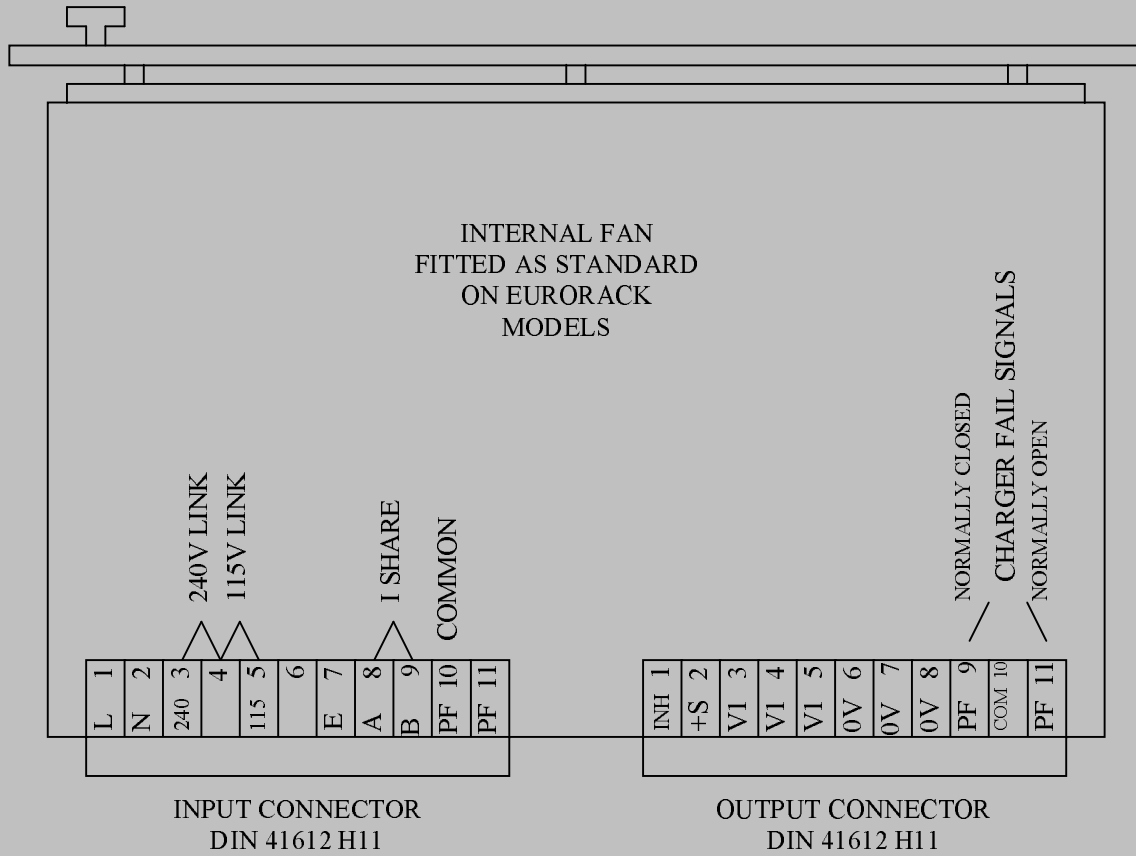 INTERNAL FAN
FITTED AS STANDARD
ON EURORACK
MODELS
240V LINK
115V LINK
I SHARE
COMMON
NORMALLY CLOSED
CHARGER FAIL SIGNALS
NORMALLY OPEN
L 1
N 2
240 3
4
115 5
6
E 7
A 8
B 9
PF 10
PF 11
INH 1
+S 2
V1 3
V1 4
V1 5
0V 6
0V 7
0V 8
PF 9
COM 10
PF 11
INPUT CONNECTOR
DIN 41612 H11
OUTPUT CONNECTOR
DIN 41612 H11